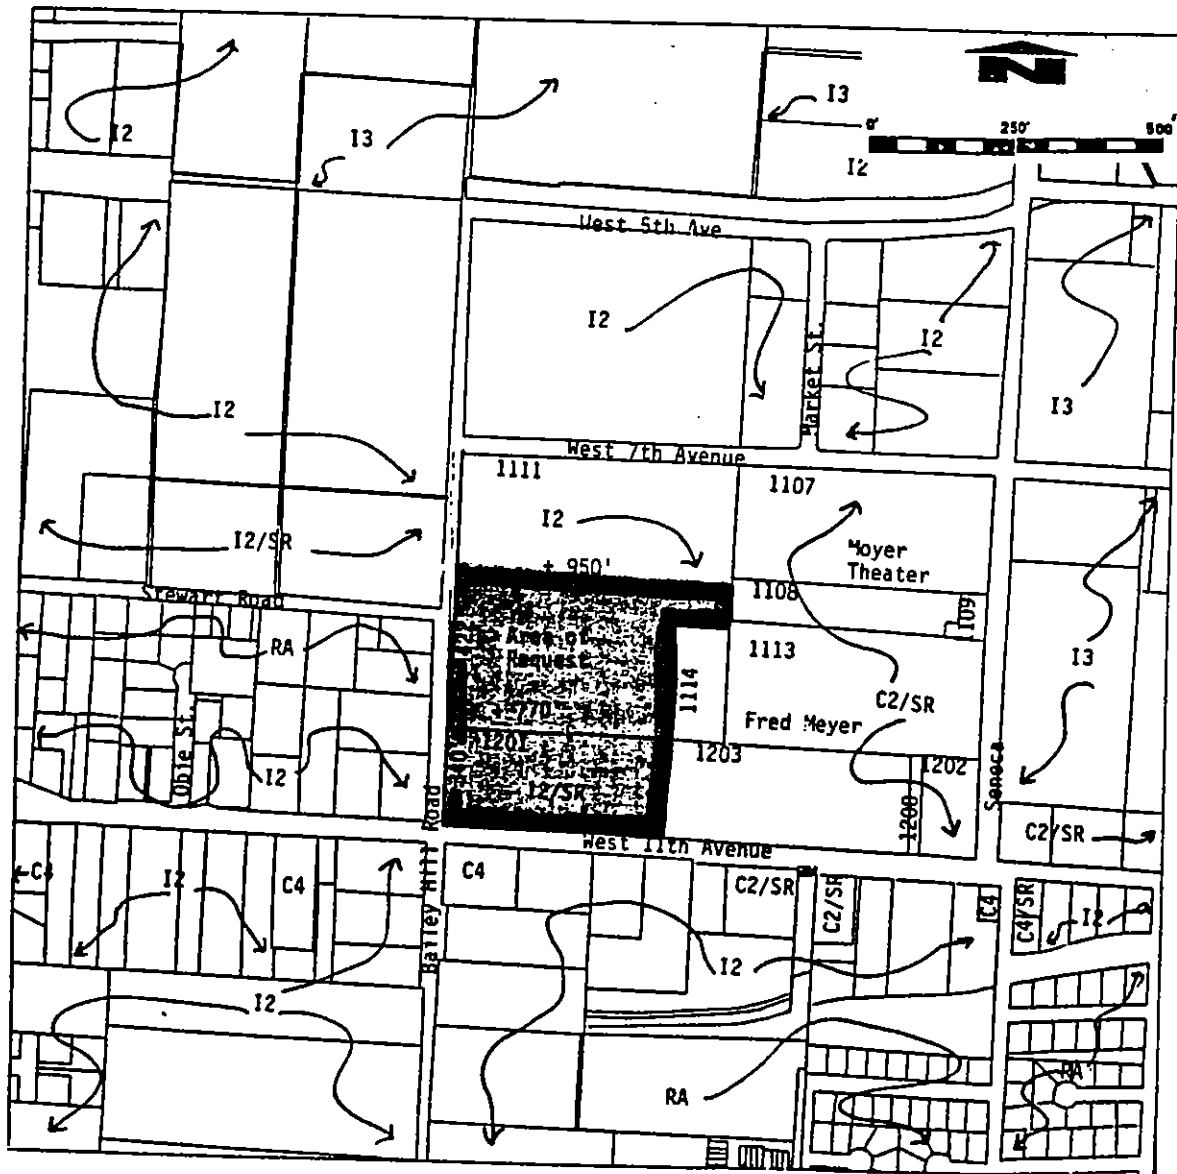 N
I3
0'
250'
500'
I2
I3
I2
West 5th Ave
I2
I2
Market St.
I3
I2
West 7th Avenue
1111
1107
I2
I2/SR
± 950'
Moyer
Theater
Stewart Road
1108
109
Area of
Request
RA
1113
1114
I3
C2/SR
± 770
Fred Meyer
Obie St.
1201
1203
1202
I2
I2/SR
1200
Seneca
Bailey Hill Road
West 11th Avenue
C2/SR
C4
I2
C4
C4
C2/SR
C2/SR
C4
C4/SR
I2
I2
I2
RA
RA